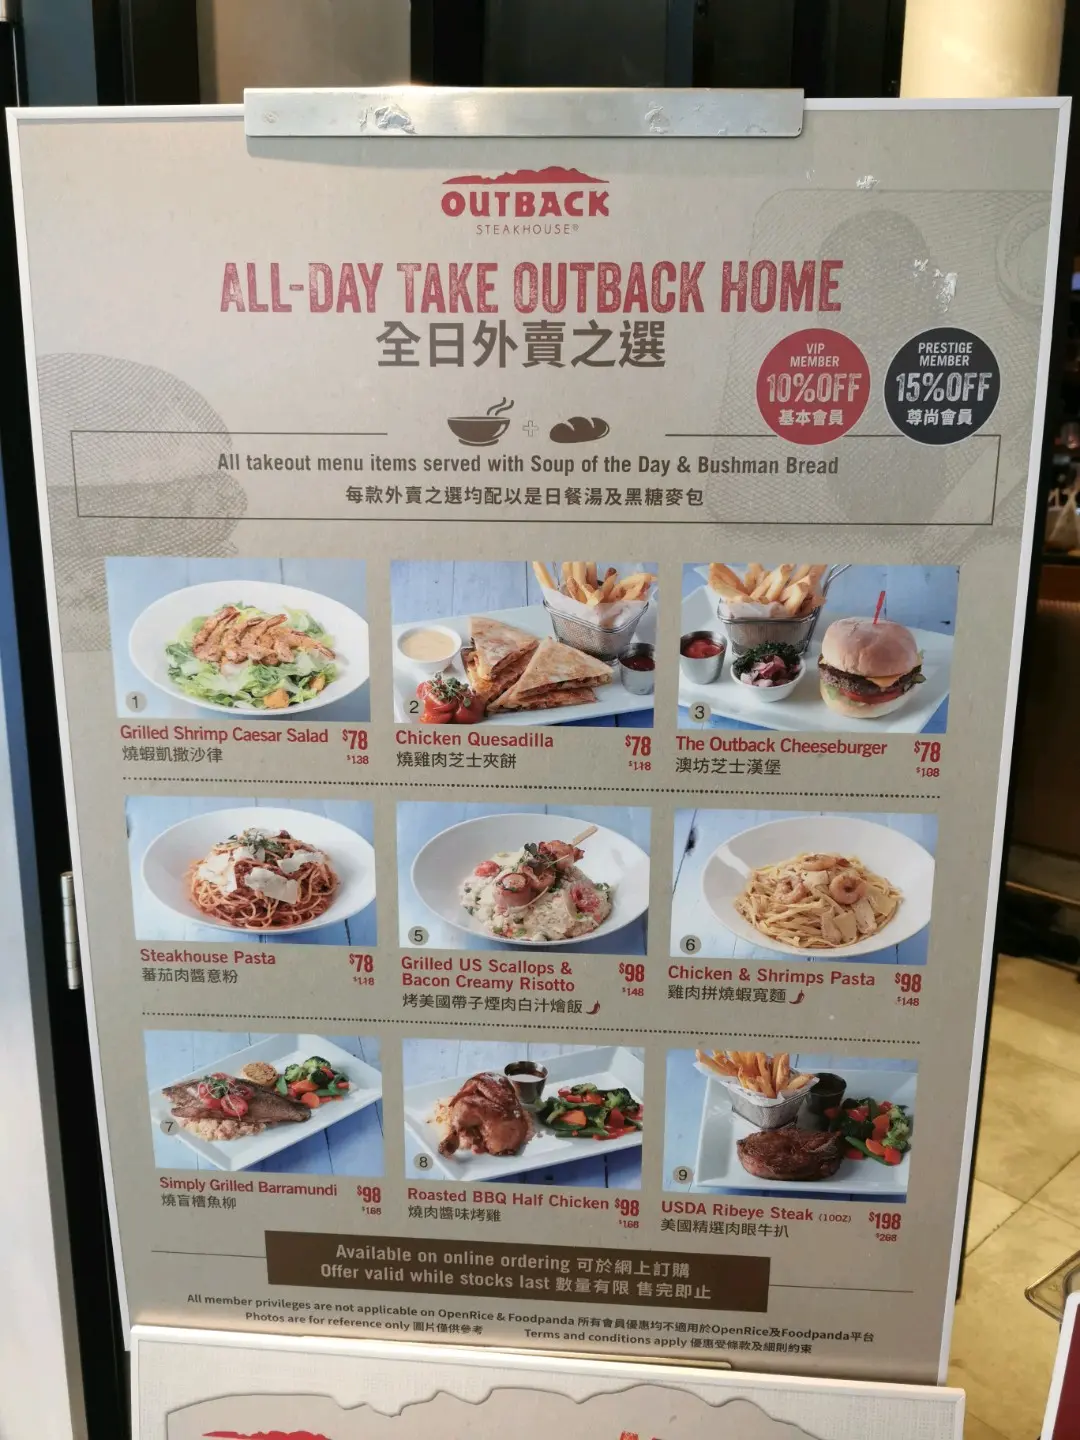 OUTBACK
STEAKHOUSE®
ALL-DAY TAKE OUTBACK HOME
全日外賣之選
VIP
MEMBER
10%OFF
基本會員
PRESTIGE
MEMBER
15%OFF
尊尚會員
All takeout menu items served with Soup of the Day & Bushman Bread
每款外賣之選均配以是日餐湯及黑糖麥包
1
Grilled Shrimp Caesar Salad $78
燒蝦凱撒沙律 $138
2
Chicken Quesadilla $78
燒雞肉芝士夾餅 $118
3
The Outback Cheeseburger $78
澳坊芝士漢堡 $108
Steakhouse Pasta $78
蕃茄肉醬意粉 $118
5
Grilled US Scallops &
Bacon Creamy Risotto $98
烤美國帶子煙肉白汁燴飯 $148
6
Chicken & Shrimps Pasta $98
雞肉拼燒蝦寬麵 $148
7
Simply Grilled Barramundi $98
燒盲槽魚柳 $168
8
Roasted BBQ Half Chicken $98
燒肉醬味烤雞 $168
9
USDA Ribeye Steak (10OZ) $198
美國精選肉眼牛扒 $268
Available on online ordering 可於網上訂購
Offer valid while stocks last 數量有限 售完即止
All member privileges are not applicable on OpenRice & Foodpanda 所有會員優惠均不適用於OpenRice及Foodpanda平台
Photos are for reference only 圖片僅供參考 Terms and conditions apply 優惠受條款及細則約束